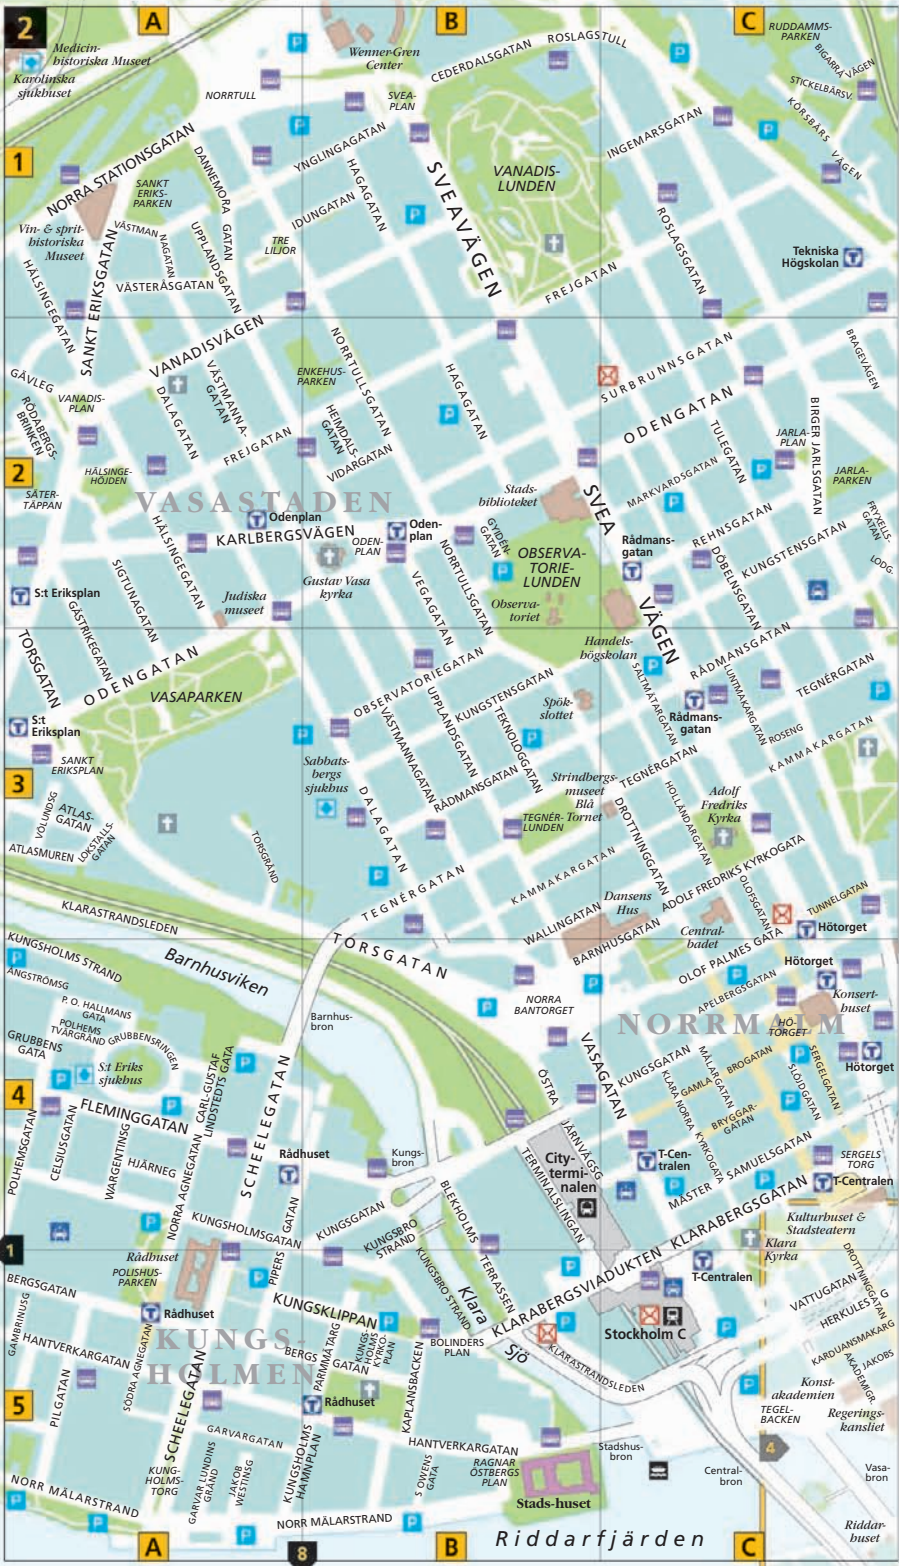 2
A
B
C
Medicin-
historiska Museet
Karolinska
sjukhuset
Wenner-Gren
Center
CEDERDALSGATAN
ROSLAGSTULL
RUDDAMMS-
PARKEN
BIGARRÅ VÄGEN
STICKELBÄRSV.
KÖRSBÄRS
VÄGEN
NORRTULL
SVEA-
PLAN
1
NORRA STATIONSGATAN
DANNEMORA
GATAN
YNGLINGAGATAN
HAGAGATAN
SVEAVÄGEN
VANADIS-
LUNDEN
INGEMARSGATAN
SANKT
ERIKS-
PARKEN
IDUNGATAN
ROSLAGSGATAN
Vin- & sprit-
historiska
Museet
VÄSTMAN
NAGATAN
UPPLANDSGATAN
TRE
LILJOR
Tekniska
Högskolan
HÄLSINGEGATAN
SANKT ERIKSGATAN
VÄSTERÅSGATAN
FREJGATAN
VANADISVÄGEN
NORRTULLSGATAN
ENKEHUS-
PARKEN
HAGAGATAN
SURBRUNNSGATAN
BRAGEVÄGEN
GÄVLEG
VANADIS-
PLAN
DALAGATAN
VÄSTMANNA-
GATAN
RÖDABERGS-
BRINKEN
HEIMDALS-
GATAN
ODENGATAN
TULEGATAN
BIRGER JARLSGATAN
JARLA-
PLAN
FREJGATAN
VIDARGATAN
2
HÄLSINGE-
HÖJDEN
SÄTER-
TÄPPAN
VASASTADEN
Stads-
biblioteket
SVEA
MARKVARDSGATAN
JARLA-
PARKEN
FRYXELLS-
GATAN
Odenplan
KARLBERGSVÄGEN
Oden-
plan
ODEN-
PLAN
GYLDÉN-
GATAN
REHNSGATAN
HÄLSINGEGATAN
SIGTUNAGATAN
Gustav Vasa
kyrka
NORRTULLSGATAN
OBSERVA-
TORIE-
LUNDEN
Rådmans-
gatan
DÖBELNSGATAN
KUNGSTENSGATAN
LODG.
S:t Eriksplan
GÄSTRIKEGATAN
Judiska
museet
VEGAGATAN
Observa-
toriet
VÄGEN
TORSGATAN
ODENGATAN
VASAPARKEN
OBSERVATORIEGATAN
Handels-
högskolan
RÅDMANSGATAN
SALTMÄTARGATAN
LUNTMAKARGATAN
TEGNÉRGATAN
S:t
Eriksplan
SANKT
ERIKSPLAN
VÄSTMANNAGATAN
UPPLANDSGATAN
KUNGSTENSGATAN
TEKNOLOGGATAN
Spök-
slottet
Rådmans-
gatan
ROSENG
KAMMAKARGATAN
3
Sabbats-
bergs
sjukhus
RÅDMANSGATAN
Strindbergs-
museet
Blå
Tornet
TEGNÉRGATAN
VOLUNDSG
ATLAS-
GATAN
LOKSTALLS-
GATAN
ATLASMUREN
DALAGATAN
TEGNÉR-
LUNDEN
DROTTNINGGATAN
HOLLÄNDARGATAN
Adolf
Fredriks
Kyrka
TORSGRÄND
TEGNÉRGATAN
KAMMAKARGATAN
ADOLF FREDRIKS KYRKOGATA
OLOFSGATAN
TUNNELGATAN
KLARASTRANDSLEDEN
TORSGATAN
WALLINGATAN
Dansens
Hus
BARNHUSGATAN
Central-
badet
OLOF PALMES GATA
Hötorget
KUNGSHOLMS STRAND
Barnhusviken
ÅNGSTRÖMSG
Hötorget
P. O. HALLMANS
GATA
POLHEMS
TVÄRGRÄND
GRUBBENSRINGEN
GRUBBENS
GATA
Barnhus-
bron
NORRA
BANTORGET
APELBERGSGATAN
Konsert-
huset
NORRMALM
HÖ-
TORGET
S:t Eriks
sjukhus
CARL-GUSTAF
LINDSTEDTS GATA
SCHEELEGATAN
VASAGATAN
KUNGSGATAN
MÄLARGATAN
GAMLA BROGATAN
SLÖJDGATAN
SERGELGATAN
Hötorget
4
FLEMINGGATAN
ÖSTRA
JÄRNVÄGSG
KLARA NORRA KYRKOGATA
BRYGGAR-
GATAN
POLHEMSGATAN
CELSIUSGATAN
WARGENTINSG
HJÄRNEG
NORRA AGNEGATAN
Rådhuset
Kungs-
bron
City-
termi-
nalen
TERMINALSLINGAN
T-Cen-
tralen
MÄSTER SAMUELSGATAN
SERGELS
TORG
T-Centralen
KUNGSHOLMSGATAN
PIPERS GATAN
KUNGSGATAN
KUNGSBRO
STRAND
BLEKHOLMS
TERRASSEN
KLARABERGSGATAN
Kulturhuset &
Stadsteatern
1
Rådhuset
POLISHUS-
PARKEN
KUNGSBRO STRAND
Klara
Sjö
KLARABERGSVIADUKTEN
Klara
Kyrka
T-Centralen
DROTTNINGGATAN
BERGSGATAN
GAMBRINUSG
Rådhuset
KUNGSKLIPPAN
Stockholm C
VATTUGATAN
HERKULES G
KUNGS-
HOLMEN
HANTVERKARGATAN
SÖDRA AGNEGATAN
BERGS GATAN
PARMMÄTARG
KUNGS-
HOLMS
KYRKO-
PLAN
BOLINDERS
PLAN
KLARASTRANDSLEDEN
KARDUANSMAKARG
JAKOBS
AKADEMIGR.
PILGATAN
SCHEELEGATAN
KAPLANSBACKEN
Konst-
akademien
5
Rådhuset
TEGEL-
BACKEN
Regerings-
kansliet
GARVARGATAN
KUNGSHOLMS
HAMNPLAN
HANTVERKARGATAN
Stadshus-
bron
4
KUNG-
HOLMS-
TORG
GARVAR LUNDINS
GRÄND
JAKOB
WESTINSG
S OWENS
GATA
RAGNAR
ÖSTBERGS
PLAN
Central-
bron
Vasa-
bron
NORR MÄLARSTRAND
Stads-huset
NORR MÄLARSTRAND
Riddarfjärden
Riddar-
huset
A
8
B
C